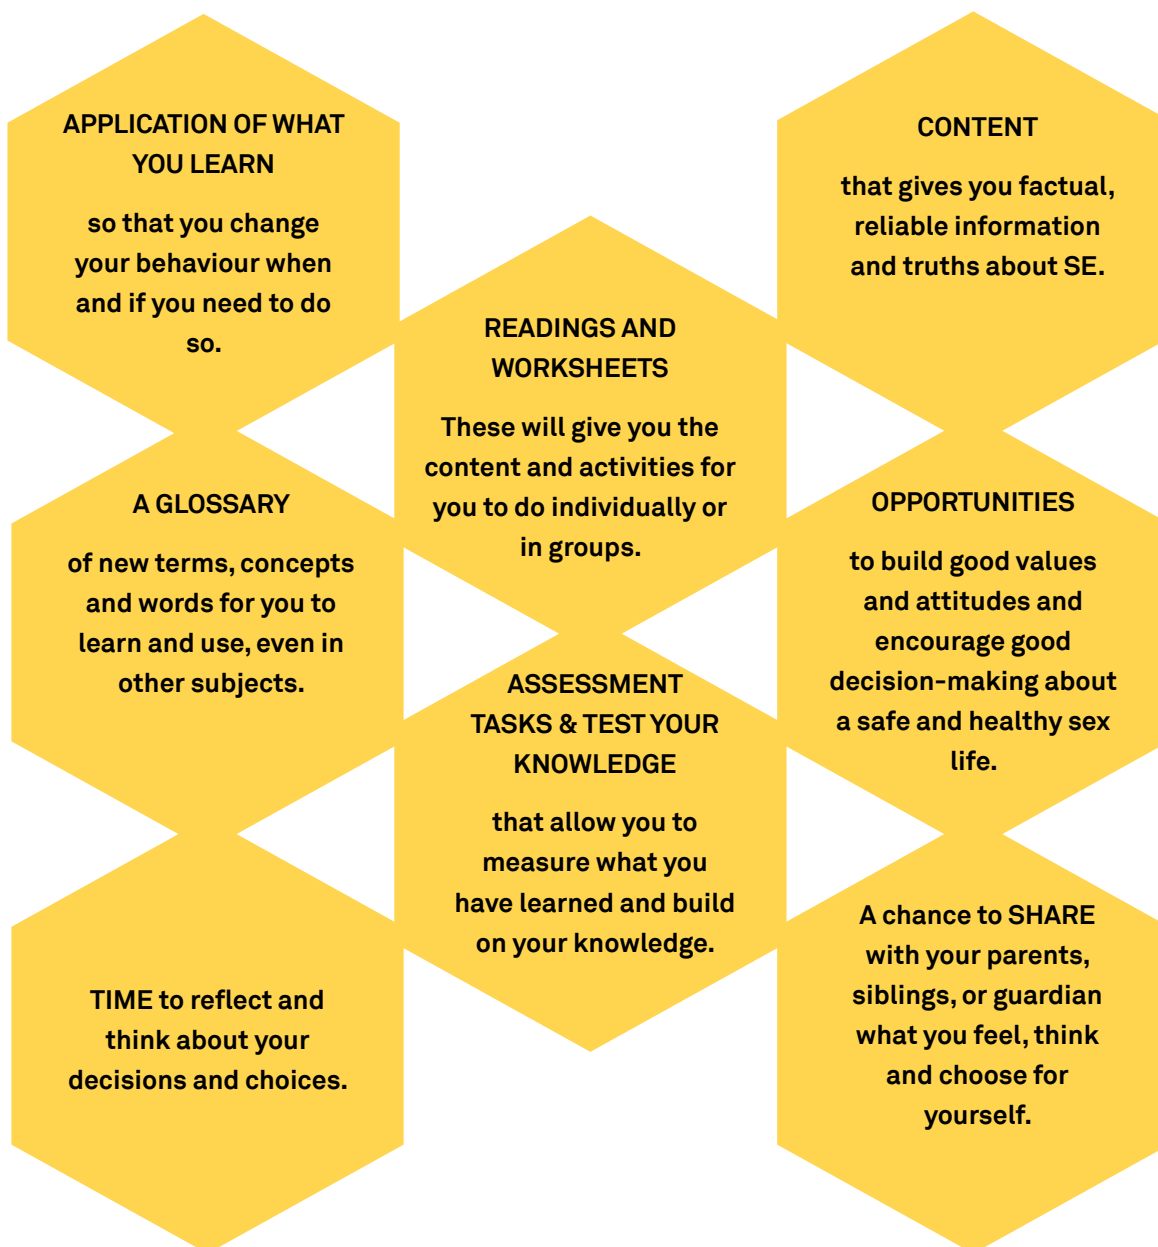 APPLICATION OF WHAT
YOU LEARN
so that you change
your behaviour when
and if you need to do
so.
CONTENT
that gives you factual,
reliable information
and truths about SE.
READINGS AND
WORKSHEETS
These will give you the
content and activities for
you to do individually or
in groups.
A GLOSSARY
of new terms, concepts
and words for you to
learn and use, even in
other subjects.
OPPORTUNITIES
to build good values
and attitudes and
encourage good
decision-making about
a safe and healthy sex
life.
ASSESSMENT
TASKS & TEST YOUR
KNOWLEDGE
that allow you to
measure what you
have learned and build
on your knowledge.
TIME to reflect and
think about your
decisions and choices.
A chance to SHARE
with your parents,
siblings, or guardian
what you feel, think
and choose for
yourself.